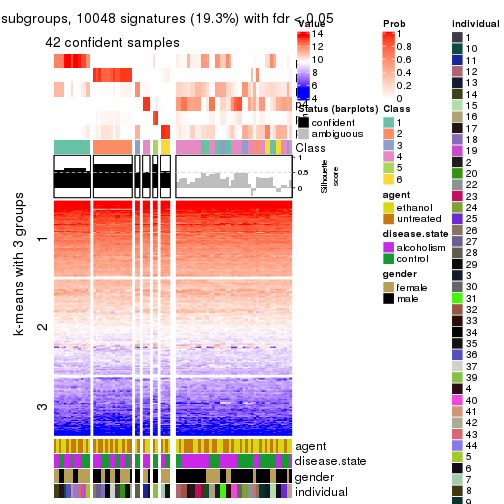 subgroups, 10048 signatures (19.3%) with fdr < 0.05
42 confident samples
Class
1
0.5
0
Silhouette
score
k-means with 3 groups
1
2
3
agent
disease.state
gender
individual
Value
14
12
10
8
6
4
Status (barplots)
confident
ambiguous
Prob
1
0.8
0.6
0.4
0.2
0
Class
1
2
3
4
5
6
agent
ethanol
untreated
disease.state
alcoholism
control
gender
female
male
individual
1
10
11
12
13
14
15
16
17
18
19
2
20
22
23
24
25
26
27
28
29
3
30
31
32
33
34
35
36
37
39
4
40
41
42
43
44
5
6
7
8
9